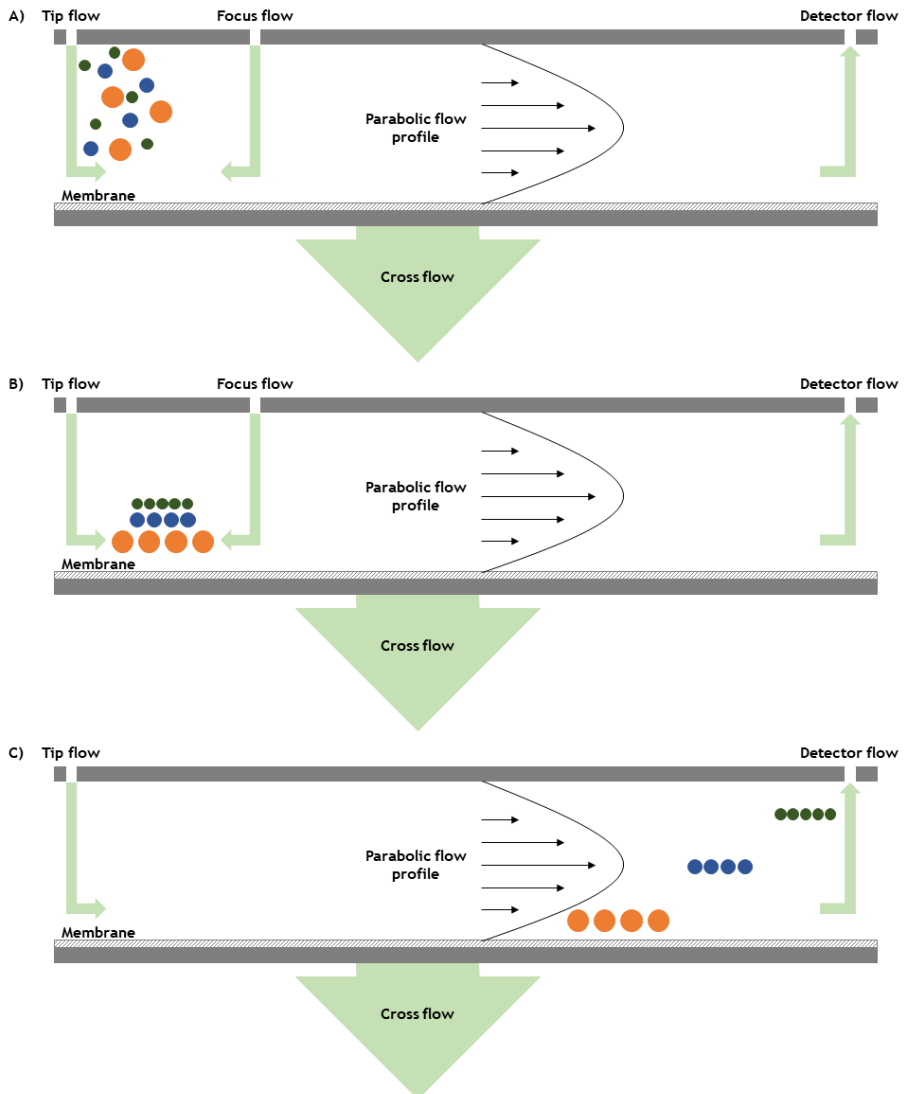 A) Tip flow Focus flow Detector flow
Parabolic flow
profile
Membrane
Cross flow
B) Tip flow Focus flow Detector flow
Parabolic flow
profile
Membrane
Cross flow
C) Tip flow Detector flow
Parabolic flow
profile
Membrane
Cross flow